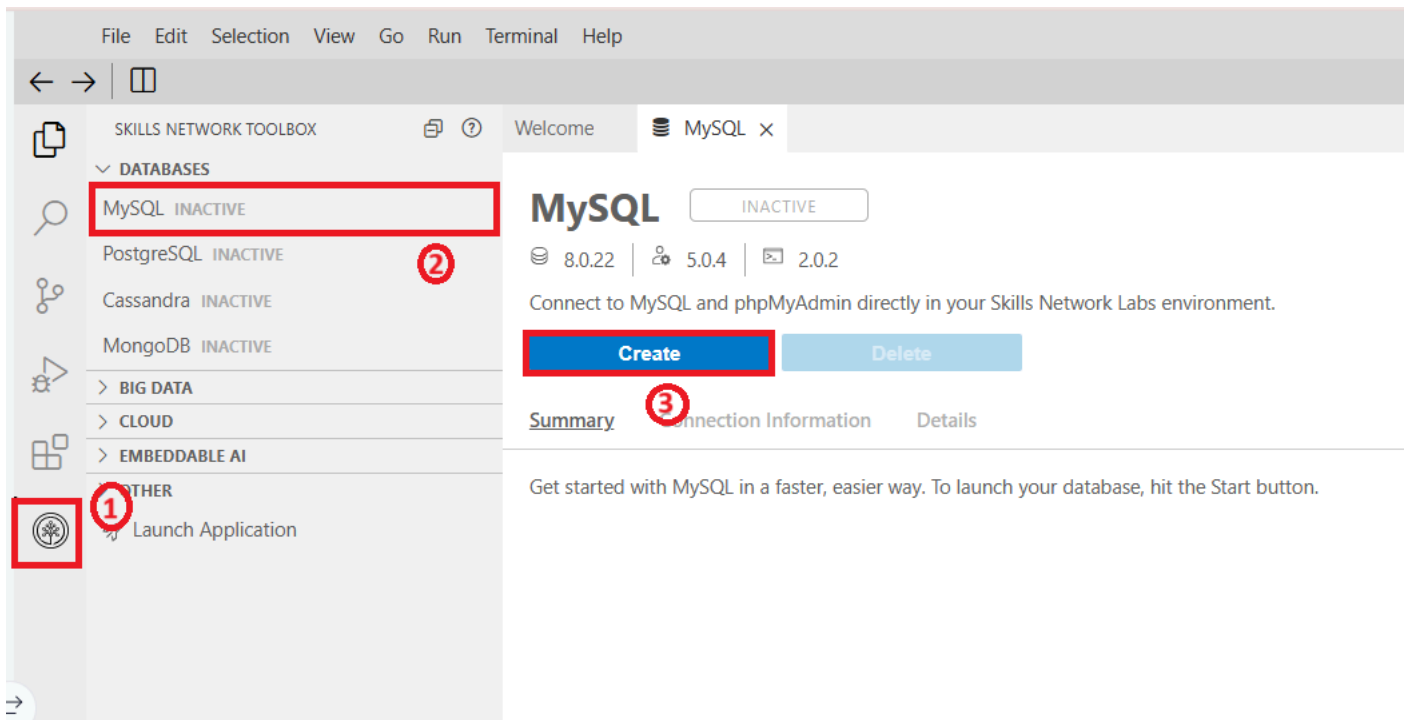 File Edit Selection View Go Run Terminal Help
SKILLS NETWORK TOOLBOX
Welcome
MySQL
DATABASES
MySQL INACTIVE
2
PostgreSQL INACTIVE
Cassandra INACTIVE
MongoDB INACTIVE
BIG DATA
CLOUD
EMBEDDABLE AI
1
OTHER
Launch Application
MySQL INACTIVE
8.0.22 5.0.4 2.0.2
Connect to MySQL and phpMyAdmin directly in your Skills Network Labs environment.
Create Delete
3
Summary Connection Information Details
Get started with MySQL in a faster, easier way. To launch your database, hit the Start button.